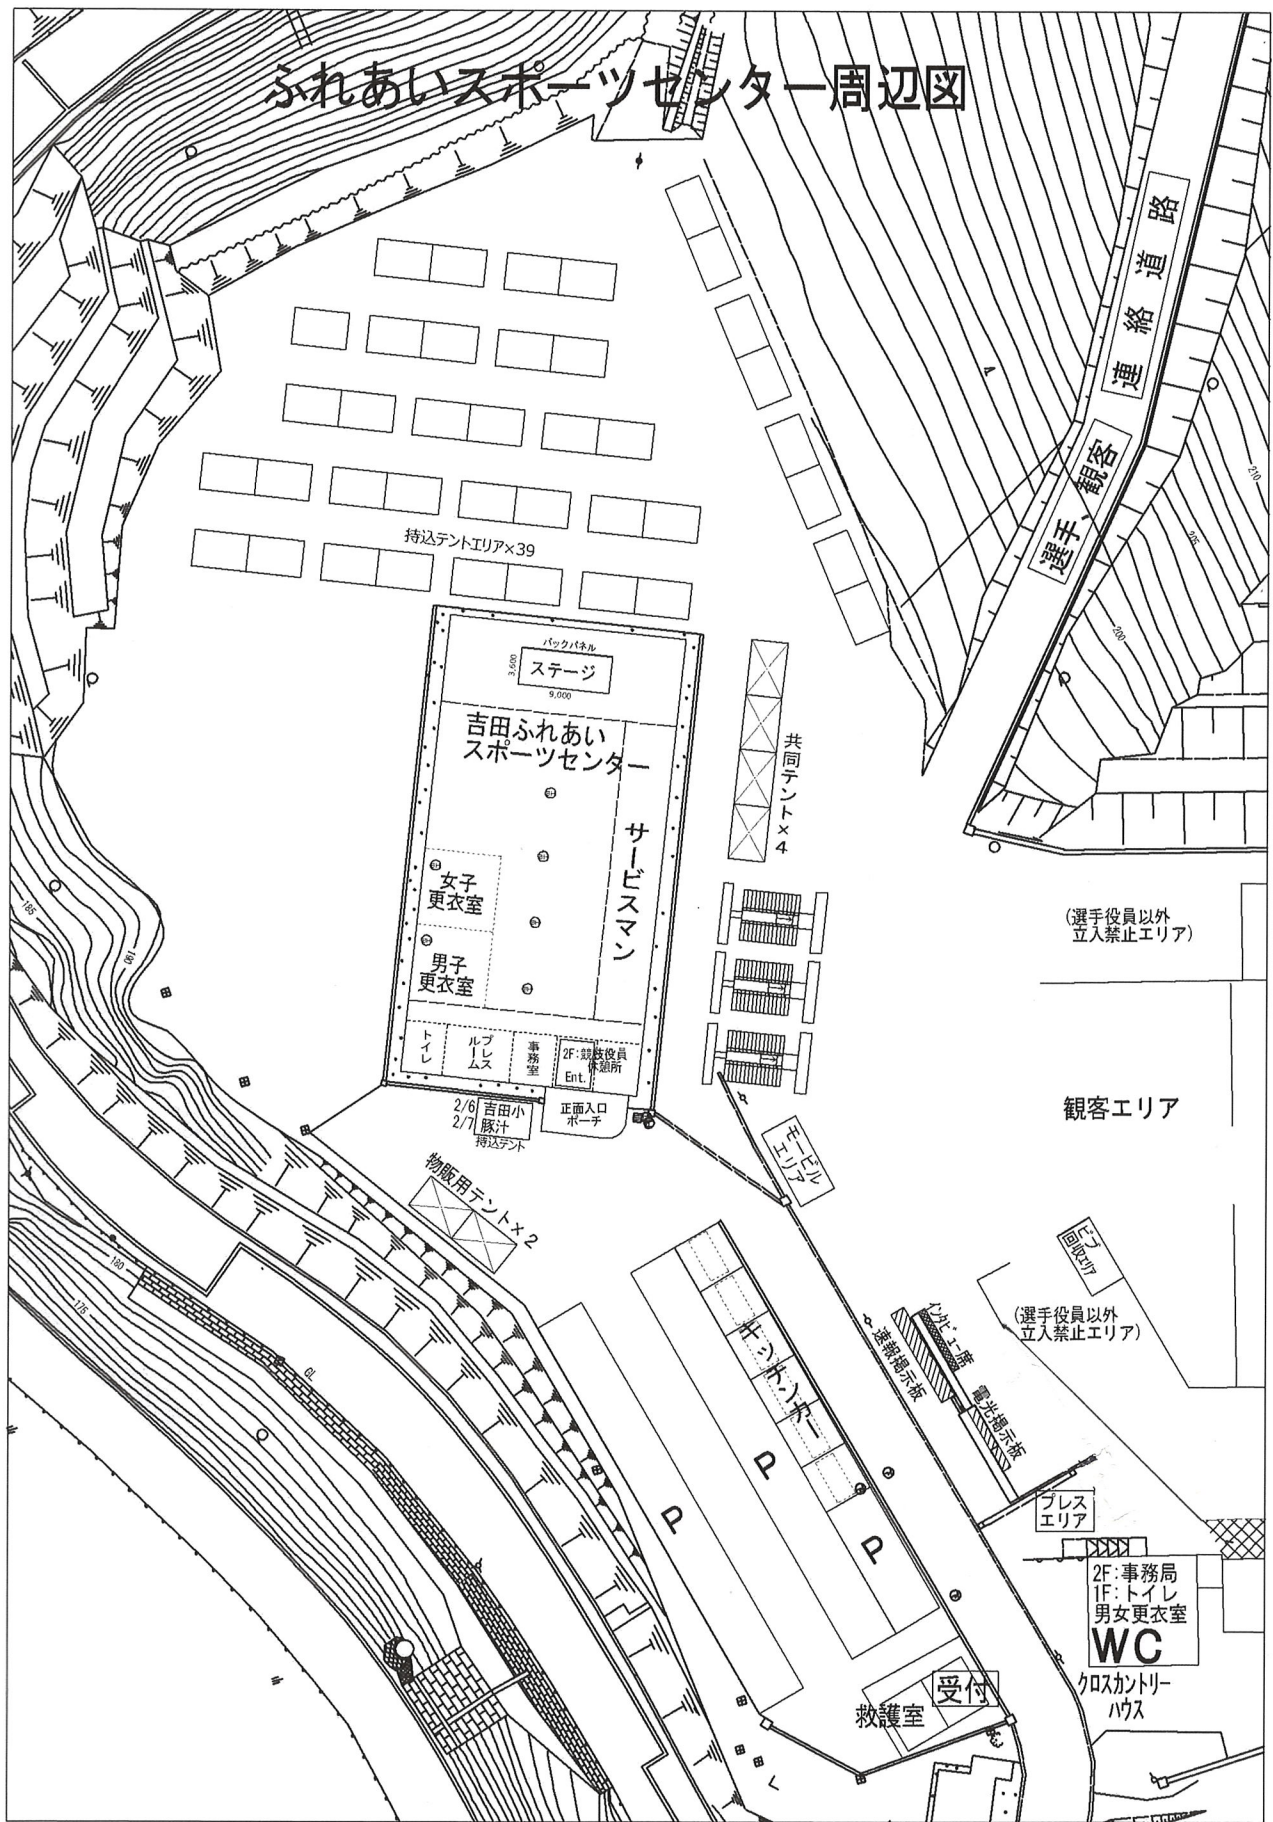 ふれあいスポーツセンター周辺図
連絡道路
選手、観客
210
205
200
持込テントエリア×39
バックパネル
ステージ
3,600
9,000
吉田ふれあい
スポーツセンター
サービスマン
共同テント×4
女子
更衣室
男子
更衣室
トイレ
プレス
ルーム
事務室
2F:競技役員
休憩所
Ent.
正面入口
ポーチ
2/6
2/7
吉田小
豚汁
持込テント
物販用テント×2
モービル
エリア
(選手役員以外
立入禁止エリア)
観客エリア
ビブ
回収エリア
(選手役員以外
立入禁止エリア)
インタビュー席
速報掲示板
電光掲示板
キッチンカー
P
P
P
プレス
エリア
2F:事務局
1F:トイレ
男女更衣室
WC
クロスカントリー
ハウス
受付
救護室
185
190
180
175
GL